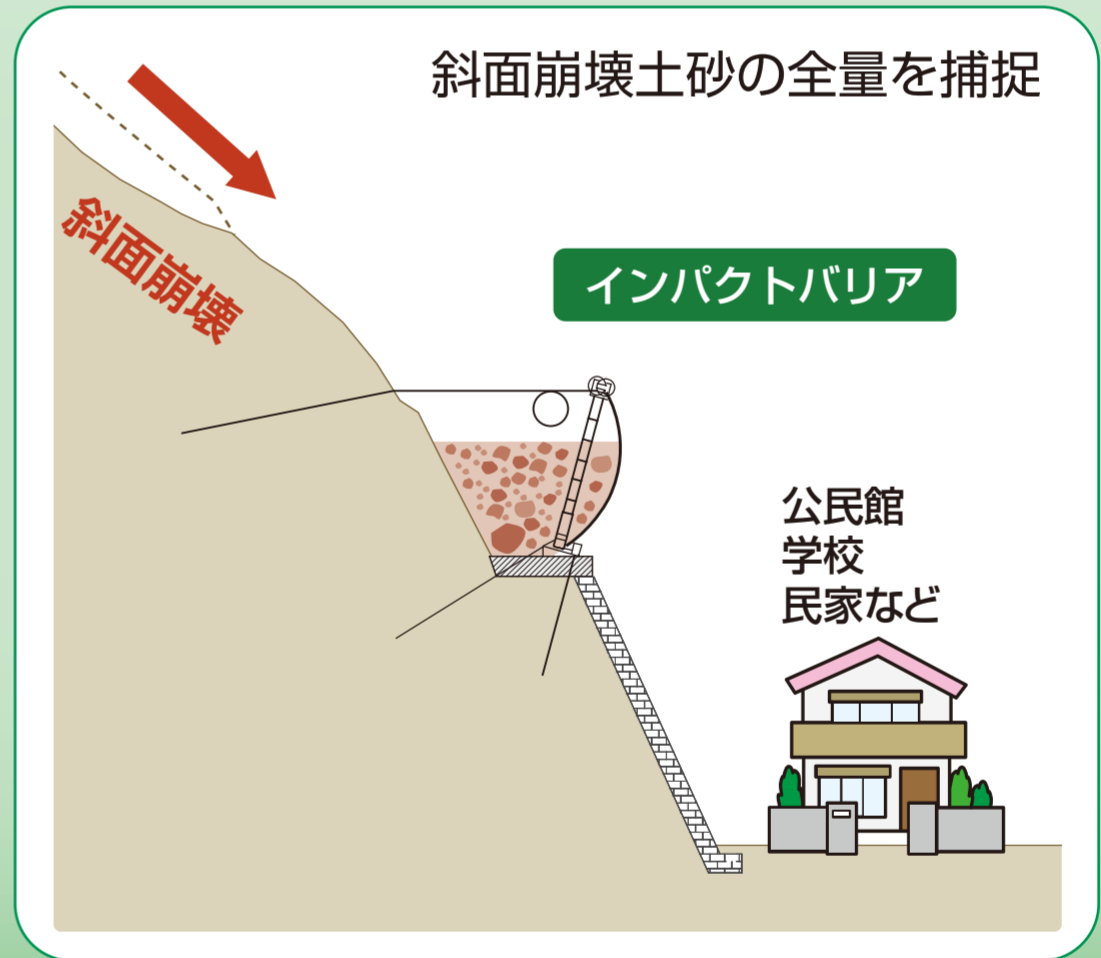 斜面崩壊土砂の全量を捕捉
斜面崩壊
インパクトバリア
公民館
学校
民家など